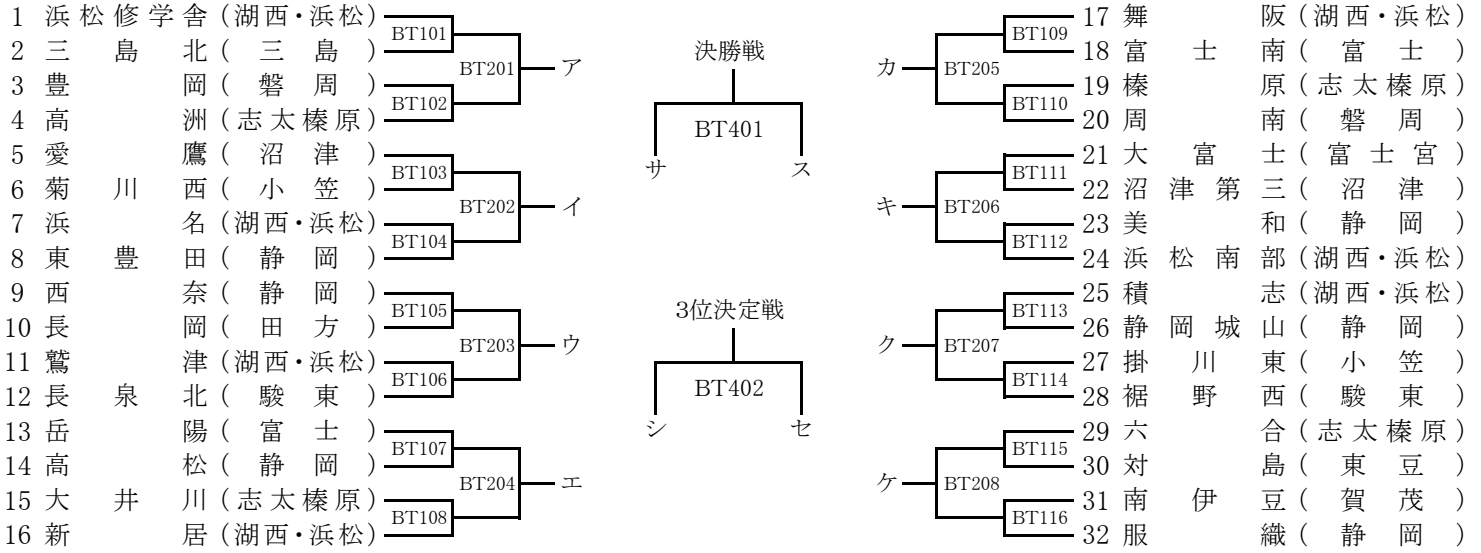 1 浜松修学舎(湖西・浜松)
2 三島北(三島)
3 豊岡(磐周)
4 高洲(志太榛原)
5 愛鷹(沼津)
6 菊川西(小笠)
7 浜名(湖西・浜松)
8 東豊田(静岡)
9 西奈(静岡)
10 長岡(田方)
11 鷲津(湖西・浜松)
12 長泉北(駿東)
13 岳陽(富士)
14 高松(静岡)
15 大井川(志太榛原)
16 新居(湖西・浜松)
BT101
BT102
BT103
BT104
BT105
BT106
BT107
BT108
BT201
BT202
BT203
BT204
ア
イ
ウ
エ
決勝戦
BT401
サ ス
3位決定戦
BT402
シ セ
カ
キ
ク
ケ
BT205
BT206
BT207
BT208
BT109
BT110
BT111
BT112
BT113
BT114
BT115
BT116
17 舞阪(湖西・浜松)
18 富士南(富士)
19 榛原(志太榛原)
20 周南(磐周)
21 大富士(富士宮)
22 沼津第三(沼津)
23 美和(静岡)
24 浜松南部(湖西・浜松)
25 積志(湖西・浜松)
26 静岡城山(静岡)
27 掛川東(小笠)
28 裾野西(駿東)
29 六合(志太榛原)
30 対島(東豆)
31 南伊豆(賀茂)
32 服織(静岡)